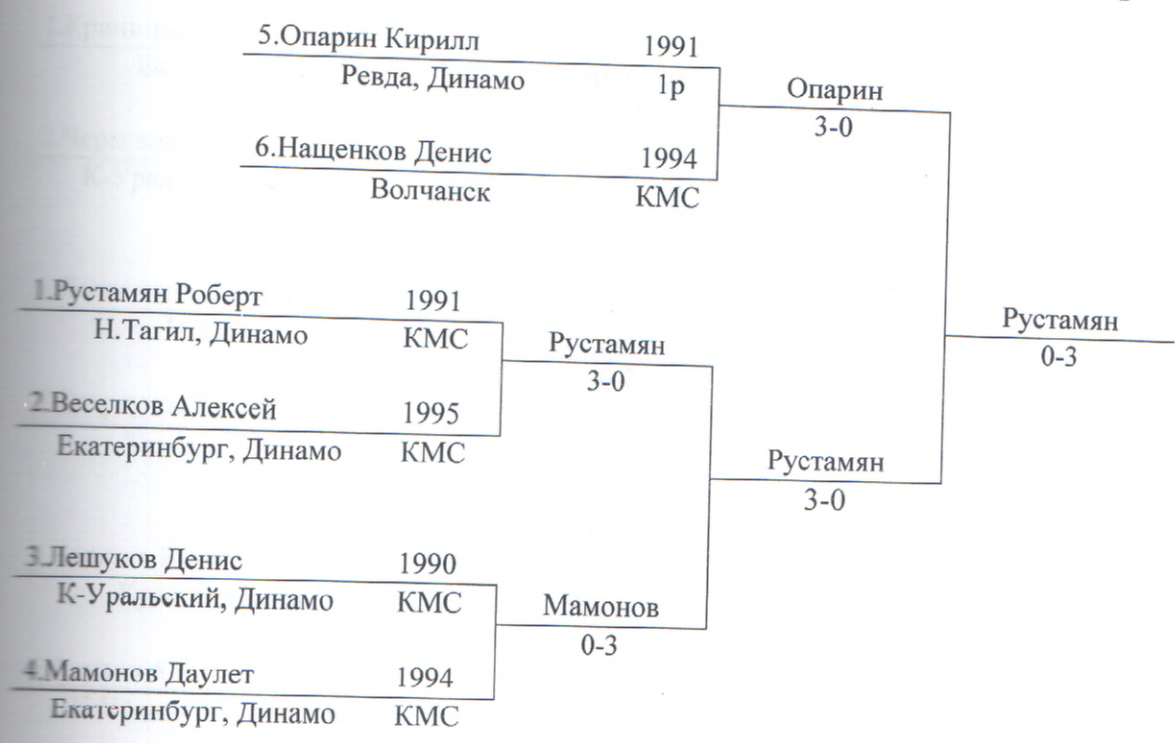 5.Опарин Кирилл 1991
Ревда, Динамо 1р
Опарин
3-0
6.Нащенков Денис 1994
Волчанск КМС
1.Рустамян Роберт 1991
Н.Тагил, Динамо КМС
Рустамян
3-0
2.Веселков Алексей 1995
Екатеринбург, Динамо КМС
Рустамян
0-3
Рустамян
3-0
3.Лешуков Денис 1990
К-Уральский, Динамо КМС
Мамонов
0-3
4.Мамонов Даулет 1994
Екатеринбург, Динамо КМС